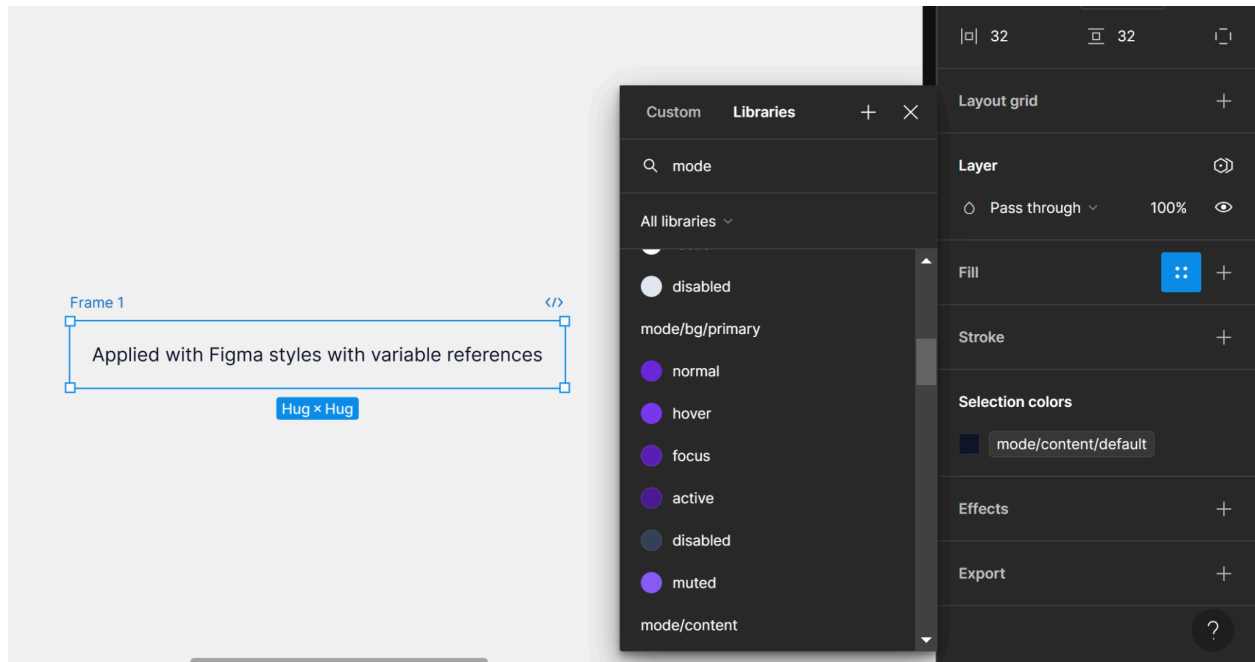 Frame 1
</>
Applied with Figma styles with variable references
Hug × Hug
Custom
Libraries
mode
All libraries
disabled
mode/bg/primary
normal
hover
focus
active
disabled
muted
mode/content
32
32
Layout grid
Layer
Pass through
100%
Fill
Stroke
Selection colors
mode/content/default
Effects
Export
?